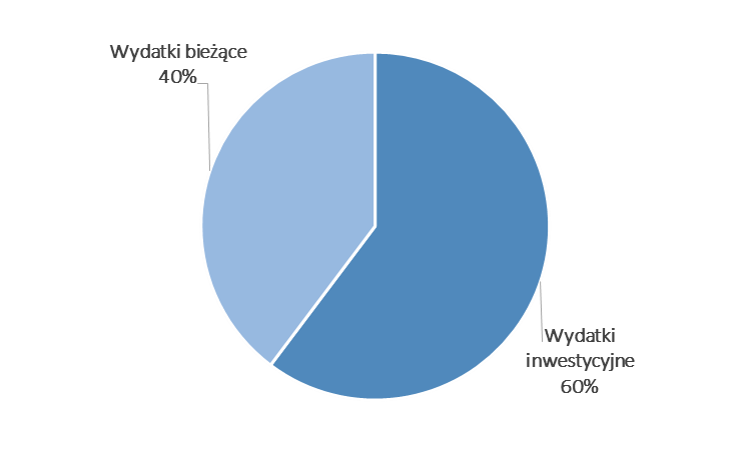 Wydatki bieżące
40%
Wydatki
inwestycyjne
60%